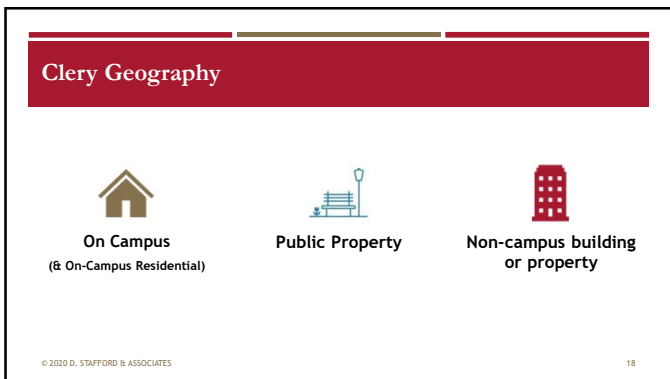 Clery Geography
On Campus
(& On-Campus Residential)
Public Property
Non-campus building
or property
© 2020 D. STAFFORD & ASSOCIATES
18